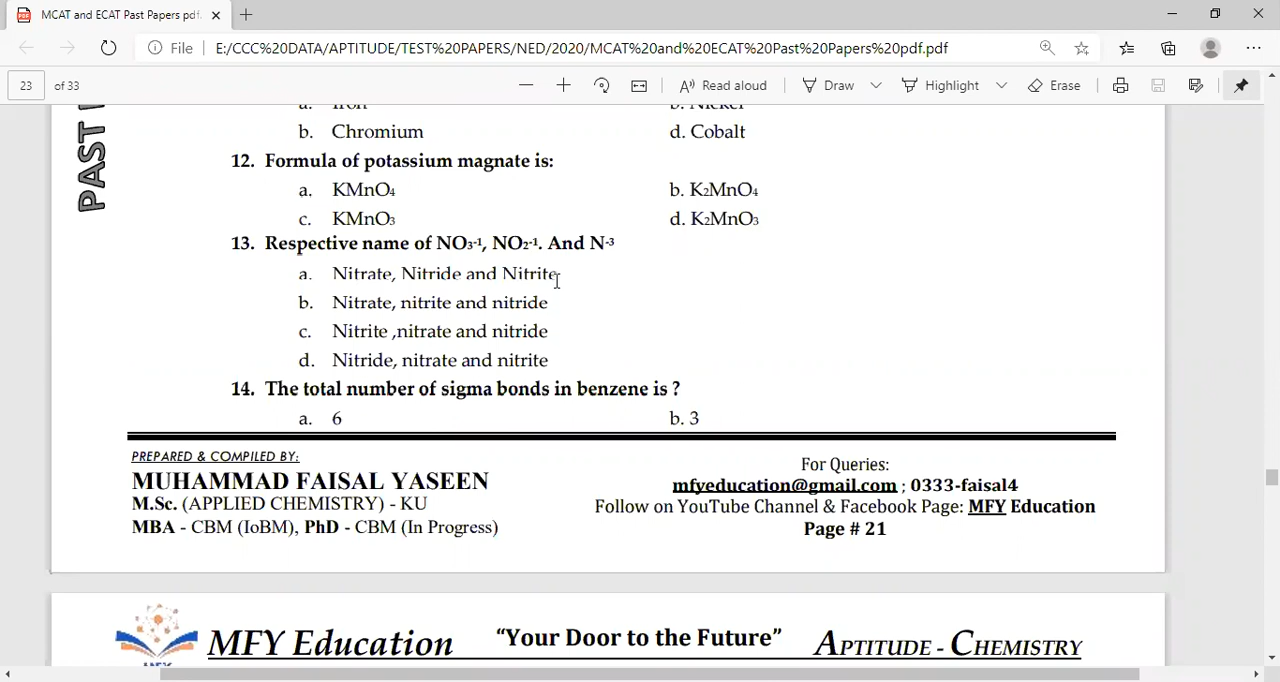 MCAT and ECAT Past Papers pdf.
File E:/CCC%20DATA/APTITUDE/TEST%20PAPERS/NED/2020/MCAT%20and%20ECAT%20Past%20Papers%20pdf.pdf
23 of 33 Read aloud Draw Highlight Erase
PAST
a. Iron b. Nickel
b. Chromium d. Cobalt
12. Formula of potassium magnate is:
a. KMnO4 b. K2MnO4
c. KMnO3 d. K2MnO3
13. Respective name of NO3-1, NO2-1. And N-3
a. Nitrate, Nitride and Nitrite
b. Nitrate, nitrite and nitride
c. Nitrite ,nitrate and nitride
d. Nitride, nitrate and nitrite
14. The total number of sigma bonds in benzene is ?
a. 6 b. 3
PREPARED & COMPILED BY:
MUHAMMAD FAISAL YASEEN
M.Sc. (APPLIED CHEMISTRY) - KU
MBA - CBM (IoBM), PhD - CBM (In Progress)
For Queries:
mfyeducation@gmail.com ; 0333-faisal4
Follow on YouTube Channel & Facebook Page: MFY Education
Page # 21
MFY Education "Your Door to the Future" APTITUDE - CHEMISTRY